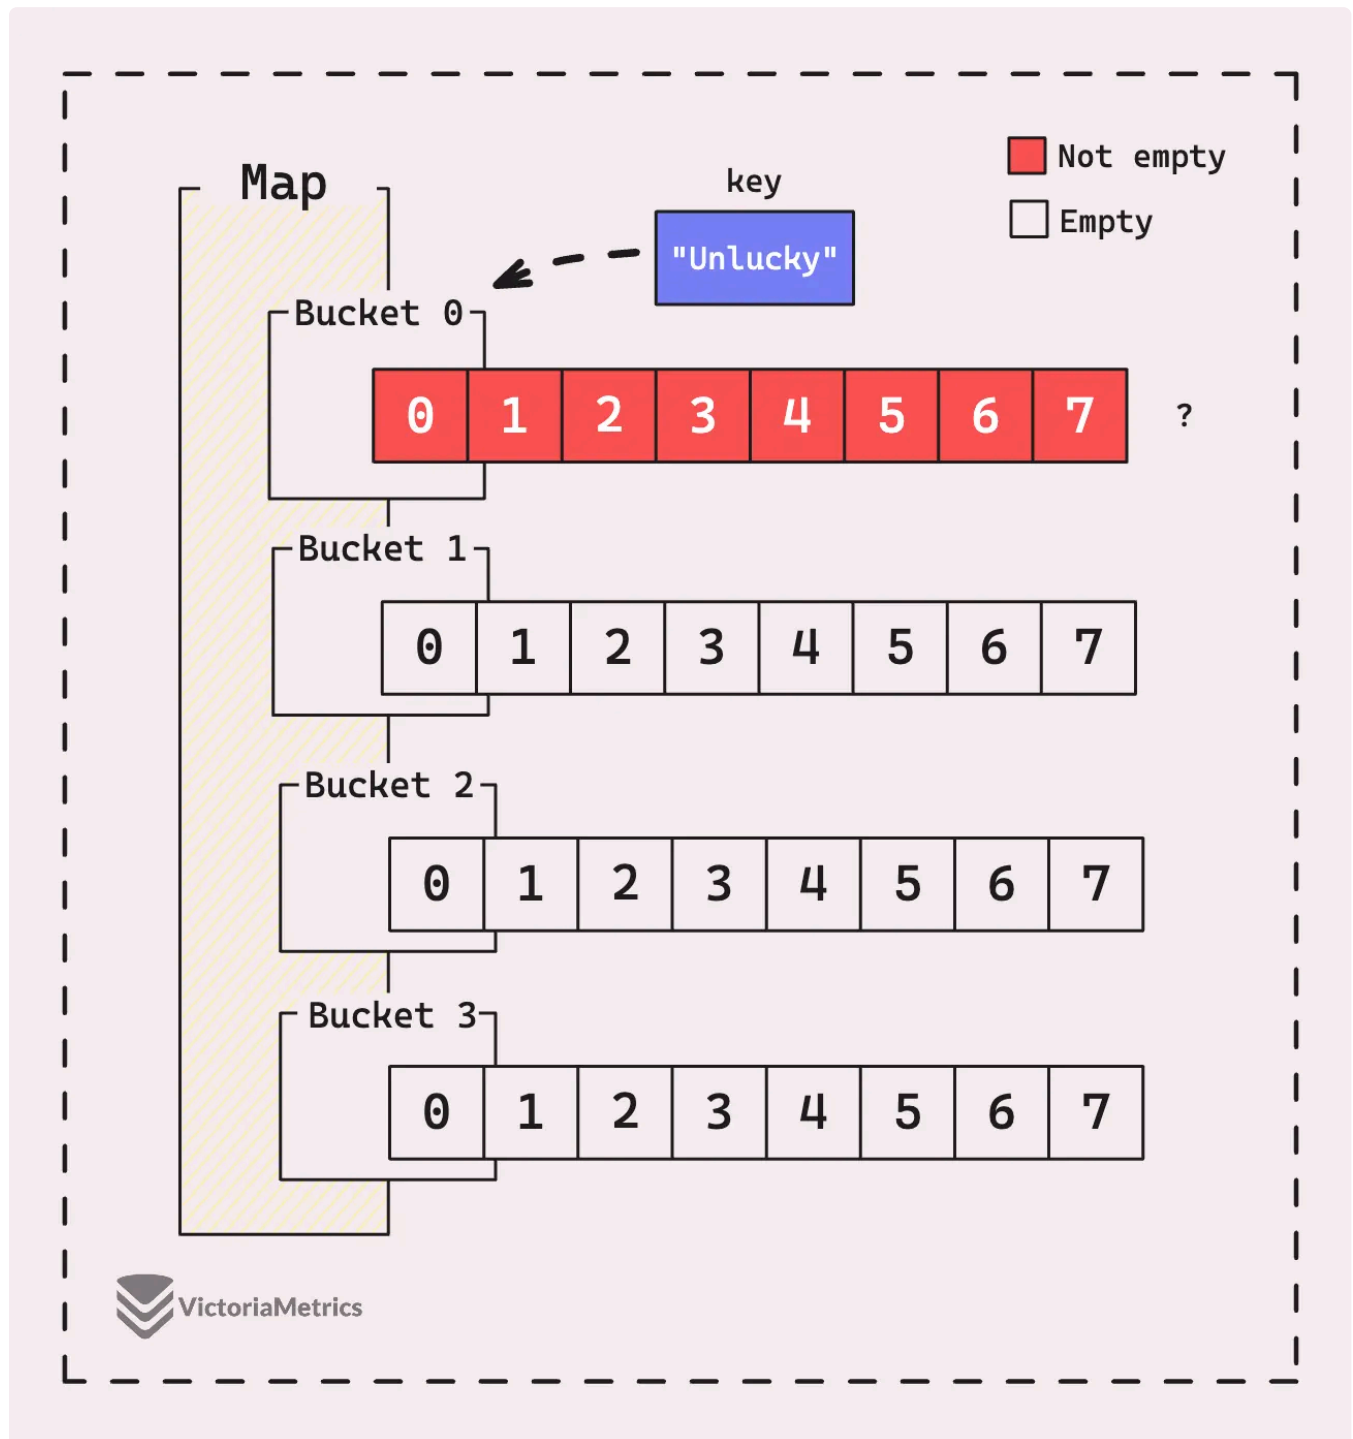 Map
key
"Unlucky"
Not empty
Empty
Bucket 0
0 1 2 3 4 5 6 7 ?
Bucket 1
0 1 2 3 4 5 6 7
Bucket 2
0 1 2 3 4 5 6 7
Bucket 3
0 1 2 3 4 5 6 7
VictoriaMetrics